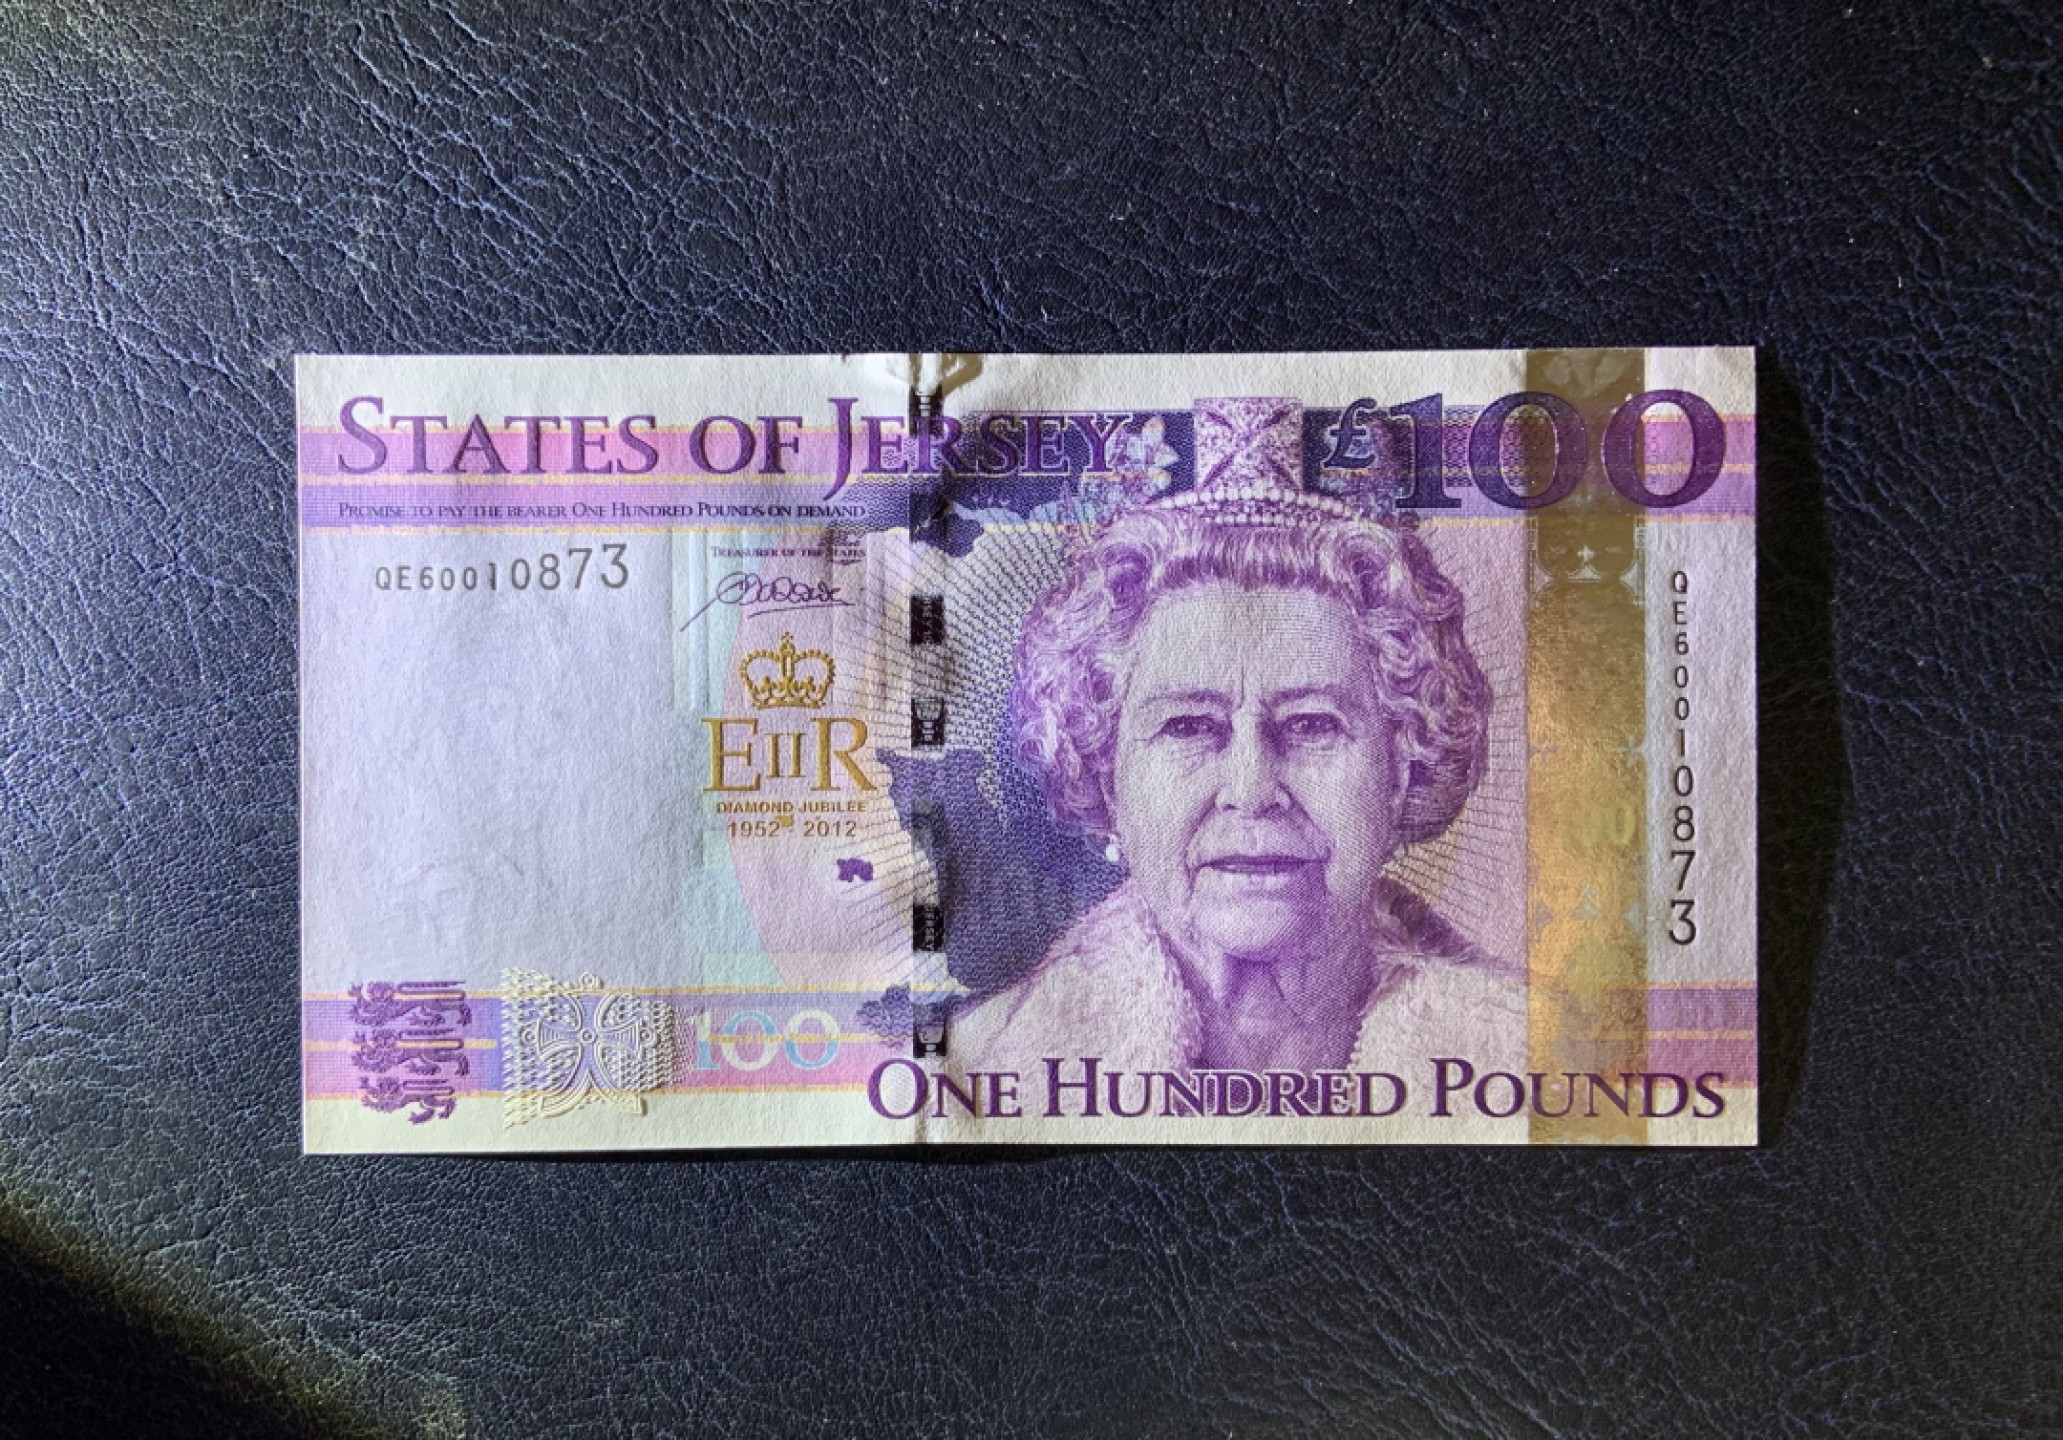 STATES OF JERSEY
£100
PROMISE TO PAY THE BEARER ONE HUNDRED POUNDS ON DEMAND
QE60010873
TREASURER OF THE STATES
EIIR
DIAMOND JUBILEE
1952 - 2012
QE60010873
100
ONE HUNDRED POUNDS